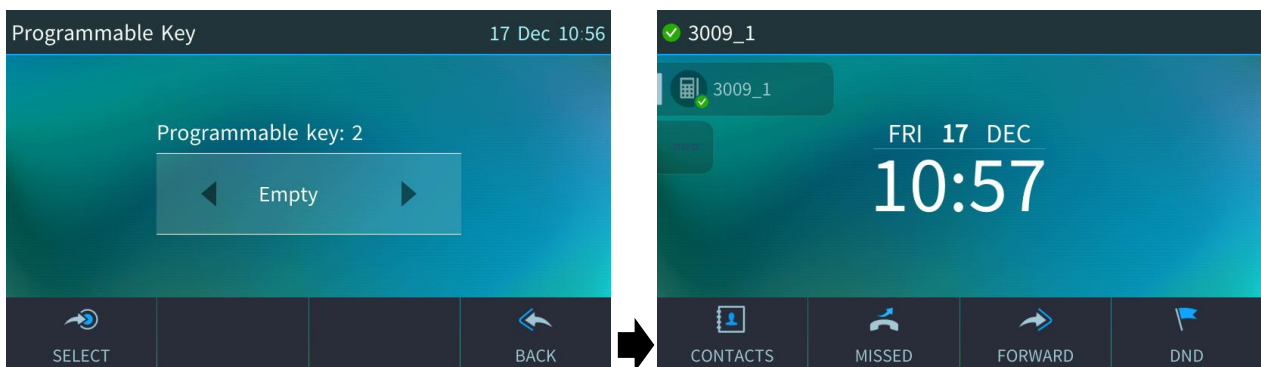 Programmable Key 17 Dec 10:56
Programmable key: 2
Empty
SELECT BACK
3009_1
3009_1
FRI 17 DEC
10:57
CONTACTS MISSED FORWARD DND